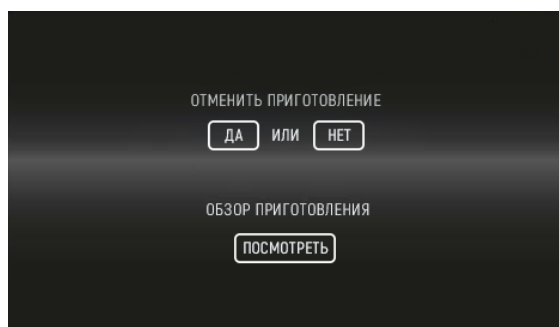 ОТМЕНИТЬ ПРИГОТОВЛЕНИЕ
ДА ИЛИ НЕТ
ОБЗОР ПРИГОТОВЛЕНИЯ
ПОСМОТРЕТЬ